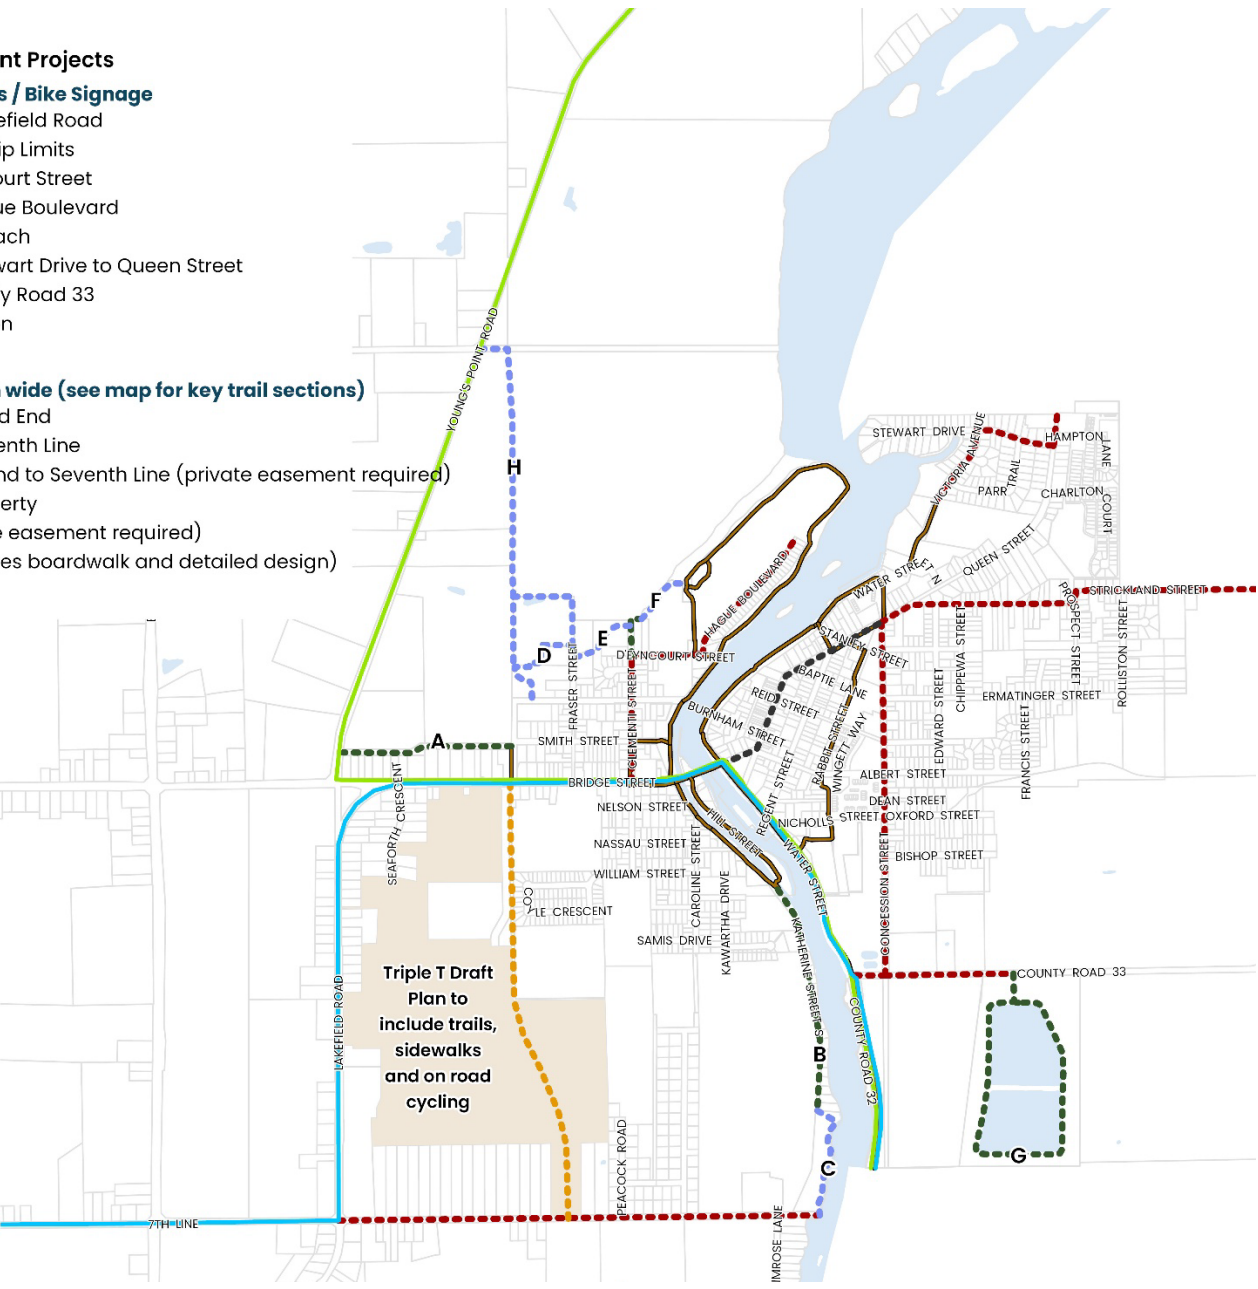 nt Projects
s / Bike Signage
efield Road
ip Limits
ourt Street
ue Boulevard
ach
wart Drive to Queen Street
y Road 33
n
wide (see map for key trail sections)
d End
enth Line
nd to Seventh Line (private easement required)
erty
e easement required)
es boardwalk and detailed design)
YOUNG'S POINT ROAD
H
STEWART DRIVE
VICTORIA AVENUE
HAMPTON
LANE
PARR
TRAIL
CHARLTON
COURT
QUEEN STREET
WATER STREET N
HAGUE BOULEVARD
F
E
D
D'EYNCOURT STREET
FRASER STREET
CLEMENTI STREET
STANLEY STREET
BAPTIE LANE
REID STREET
BURNHAM STREET
STRICKLAND STREET
PROSPECT STREET
ROLLISTON STREET
CHIPPEWA STREET
EDWARD STREET
ERMATINGER STREET
FRANCIS STREET
A
SMITH STREET
BRIDGE STREET
RABBIT STREET
WINGETT WAY
REGENT STREET
ALBERT STREET
DEAN STREET
NICHOLLS STREET
OXFORD STREET
BISHOP STREET
SEAFORTH CRESCENT
NELSON STREET
HILL STREET
NASSAU STREET
WILLIAM STREET
COYLE CRESCENT
CAROLINE STREET
KAWARTHA DRIVE
SAMIS DRIVE
WATER STREET
KATHERINE STREET S
CONCESSION STREET
COUNTY ROAD 33
COUNTY ROAD 32
LAKEFIELD ROAD
Triple T Draft
Plan to
include trails,
sidewalks
and on road
cycling
B
C
G
PEACOCK ROAD
7TH LINE
IMROSE LANE